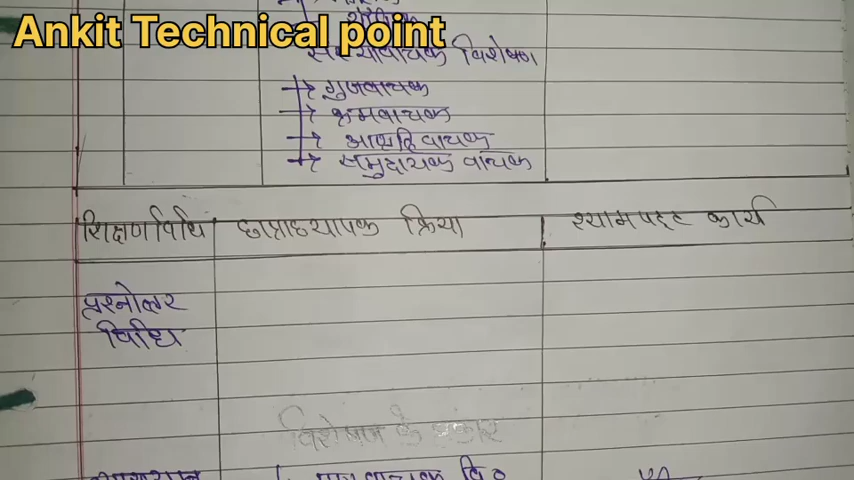 Ankit Technical point
संख्यावाचक विशेषण
→ गुणवाचक
→ क्रमवाचक
→ आवृत्तिवाचक
→ समुदायक वाचक
शिक्षणविधि छात्राध्यापक क्रिया श्यामपट्ट कार्य
प्रश्नोत्तर
विधि
विशेषण के प्रकार
वि०